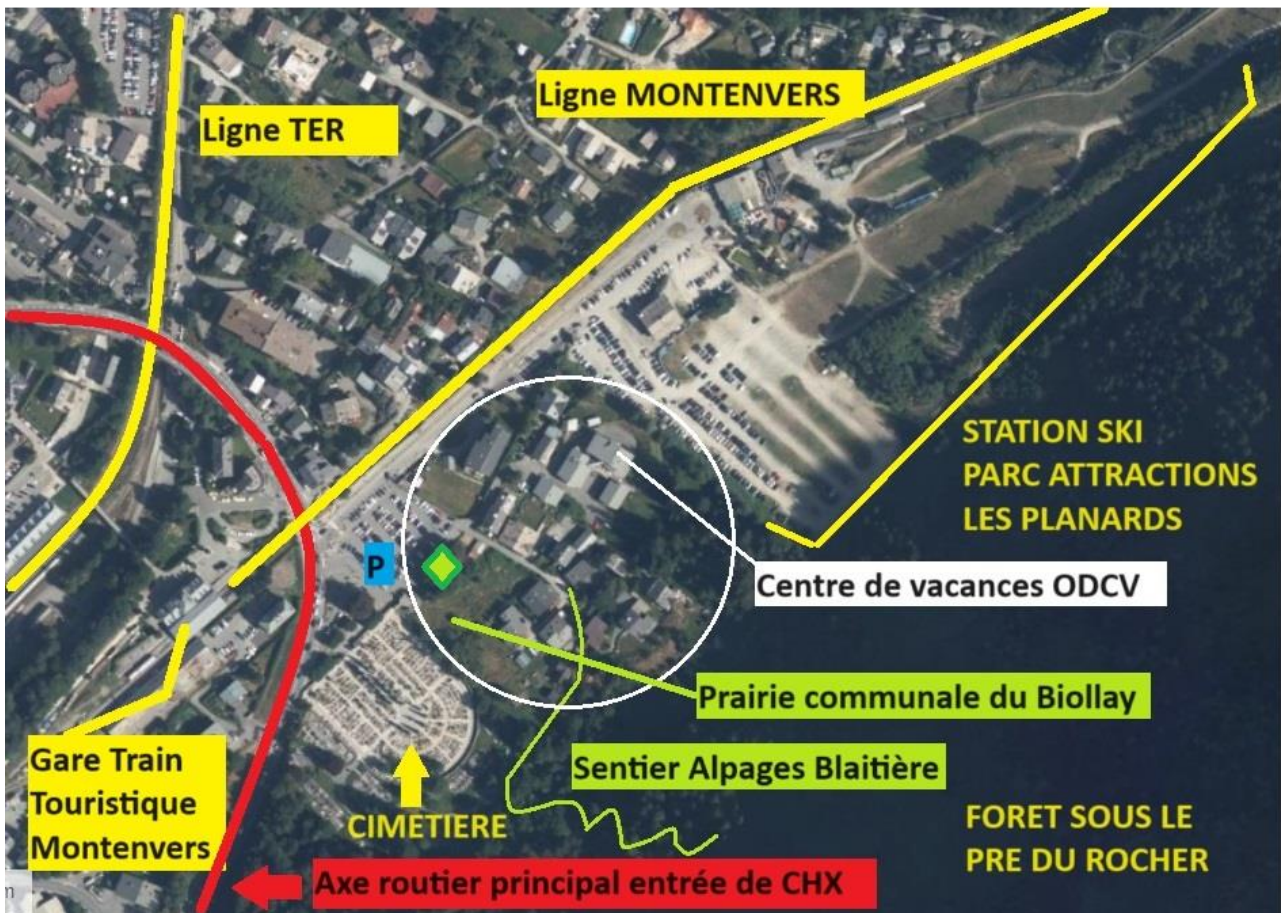 Ligne MONTENVERS
Ligne TER
STATION SKI
PARC ATTRACTIONS
LES PLANARDS
P
Centre de vacances ODCV
Prairie communale du Biollay
Gare Train
Touristique
Montenvers
Sentier Alpages Blaitière
CIMETIERE
FORET SOUS LE
PRE DU ROCHER
Axe routier principal entrée de CHX
m